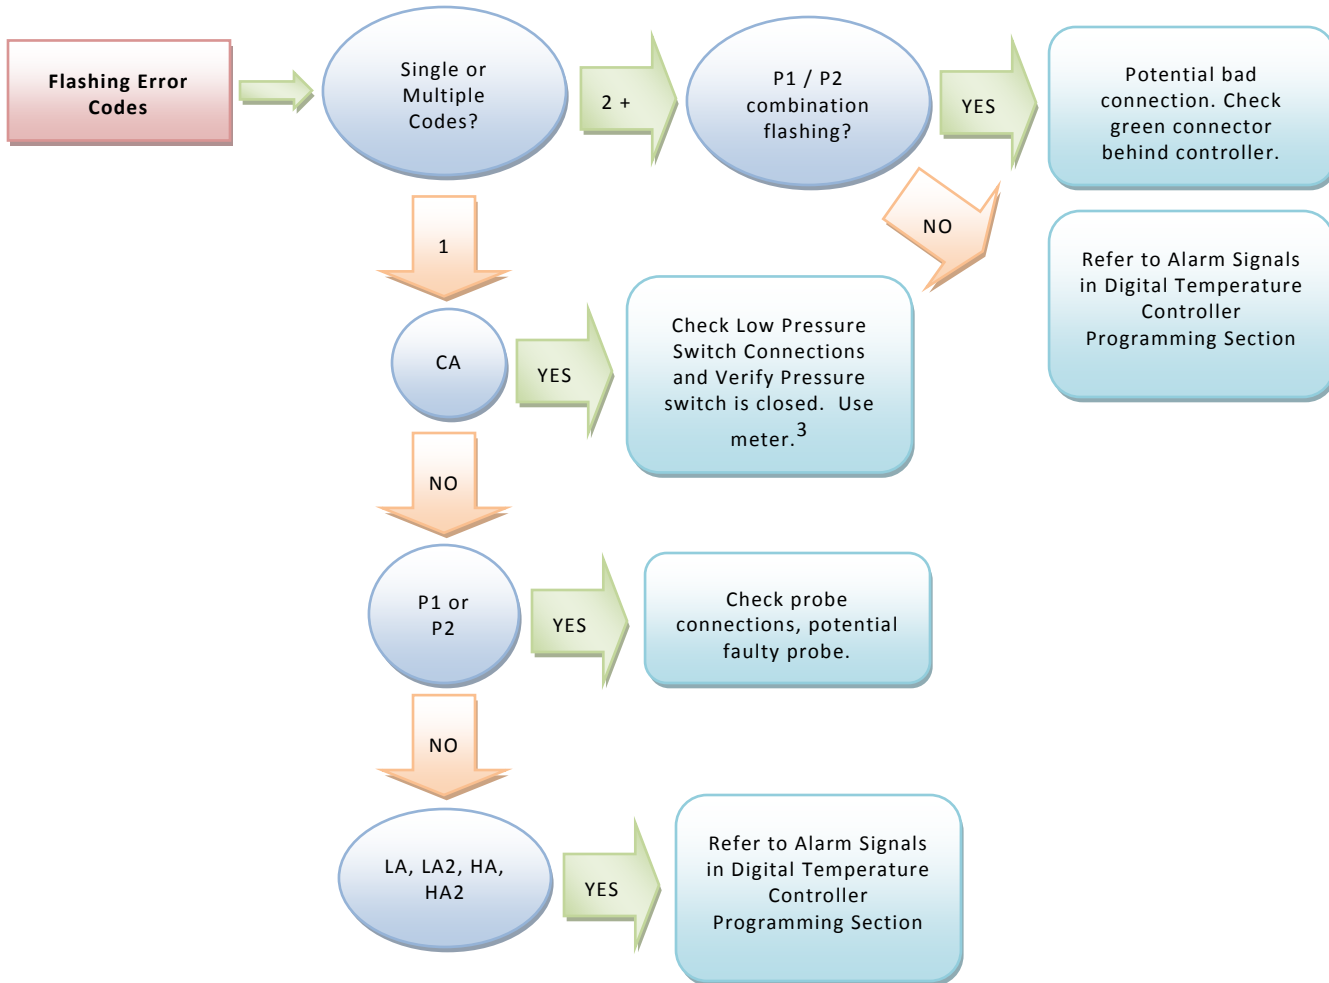 Flashing Error
Codes
Single or
Multiple
Codes?
2 +
P1 / P2
combination
flashing?
YES
Potential bad
connection. Check
green connector
behind controller.
NO
Refer to Alarm Signals
in Digital Temperature
Controller
Programming Section
1
CA
YES
Check Low Pressure
Switch Connections
and Verify Pressure
switch is closed.  Use
meter.3
NO
P1 or
P2
YES
Check probe
connections, potential
faulty probe.
NO
LA, LA2, HA,
HA2
YES
Refer to Alarm Signals
in Digital Temperature
Controller
Programming Section